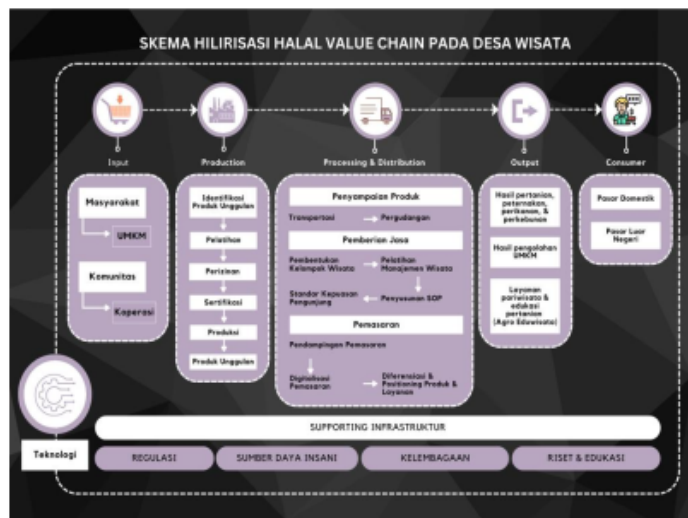 SKEMA HILIRISASI HALAL VALUE CHAIN PADA DESA WISATA
Input
Production
Processing & Distribution
Output
Consumer
Masyarakat
UMKM
Komunitas
Koperasi
Identifikasi
Produk Unggulan
Pelatihan
Perizinan
Sertifikasi
Produksi
Produk Unggulan
Penyampaian Produk
Transportasi
Pergudangan
Pemberian Jasa
Pembentukan
Kelompok Wisata
Pelatihan
Manajemen Wisata
Standar Kepuasan
Pengunjung
Penyusunan SOP
Pemasaran
Pendampingan Pemasaran
Digitalisasi
Pemasaran
Diferensiasi &
Positioning Produk &
Layanan
Hasil pertanian,
peternakan,
perikanan, &
perkebunan
Hasil pengolahan
UMKM
Layanan
pariwisata &
edukasi
pertanian
(Agro Eduwisata)
Pasar Domestik
Pasar Luar
Negeri
Teknologi
SUPPORTING INFRASTRUKTUR
REGULASI
SUMBER DAYA INSANI
KELEMBAGAAN
RISET & EDUKASI